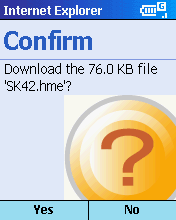 Internet Explorer
Confirm
Download the 76.0 KB file
'SK42.hme'?
?
Yes No